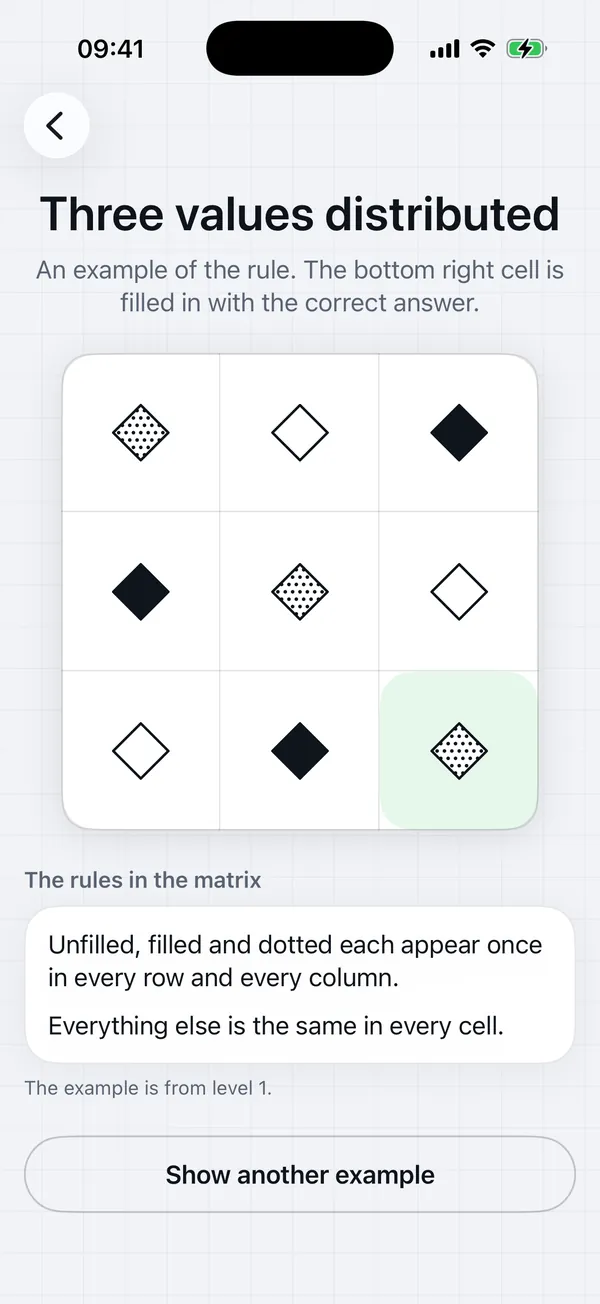 09:41
Three values distributed
An example of the rule. The bottom right cell is
filled in with the correct answer.
The rules in the matrix
Unfilled, filled and dotted each appear once
in every row and every column.
Everything else is the same in every cell.
The example is from level 1.
Show another example